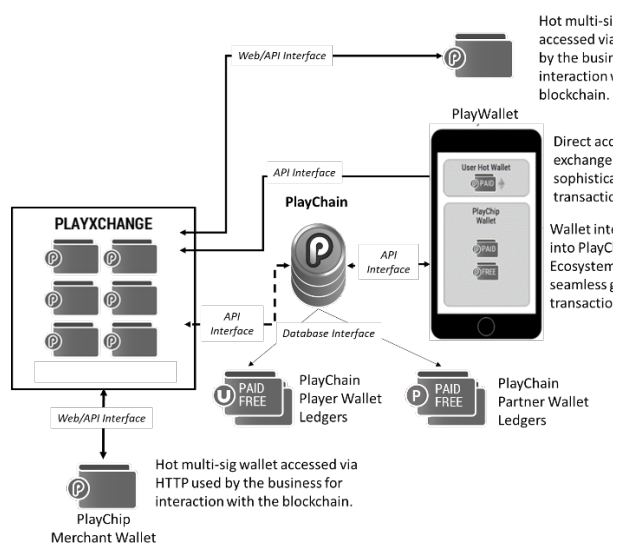 Hot multi-si
accessed via
by the busin
interaction
blockchain.
Web/API Interface
PlayWallet
Direct acc
exchange
sophistica
transactio
Wallet inte
into PlayCh
Ecosystem
seamless g
transactio
User Hot Wallet
PAID
PlayChip
Wallet
PAID
FREE
API Interface
PlayChain
API
Interface
PLAYXCHANGE
API
Interface
Database Interface
PAID
FREE
PlayChain
Player Wallet
Ledgers
PAID
FREE
PlayChain
Partner Wallet
Ledgers
Web/API Interface
Hot multi-sig wallet accessed via
HTTP used by the business for
interaction with the blockchain.
PlayChip
Merchant Wallet